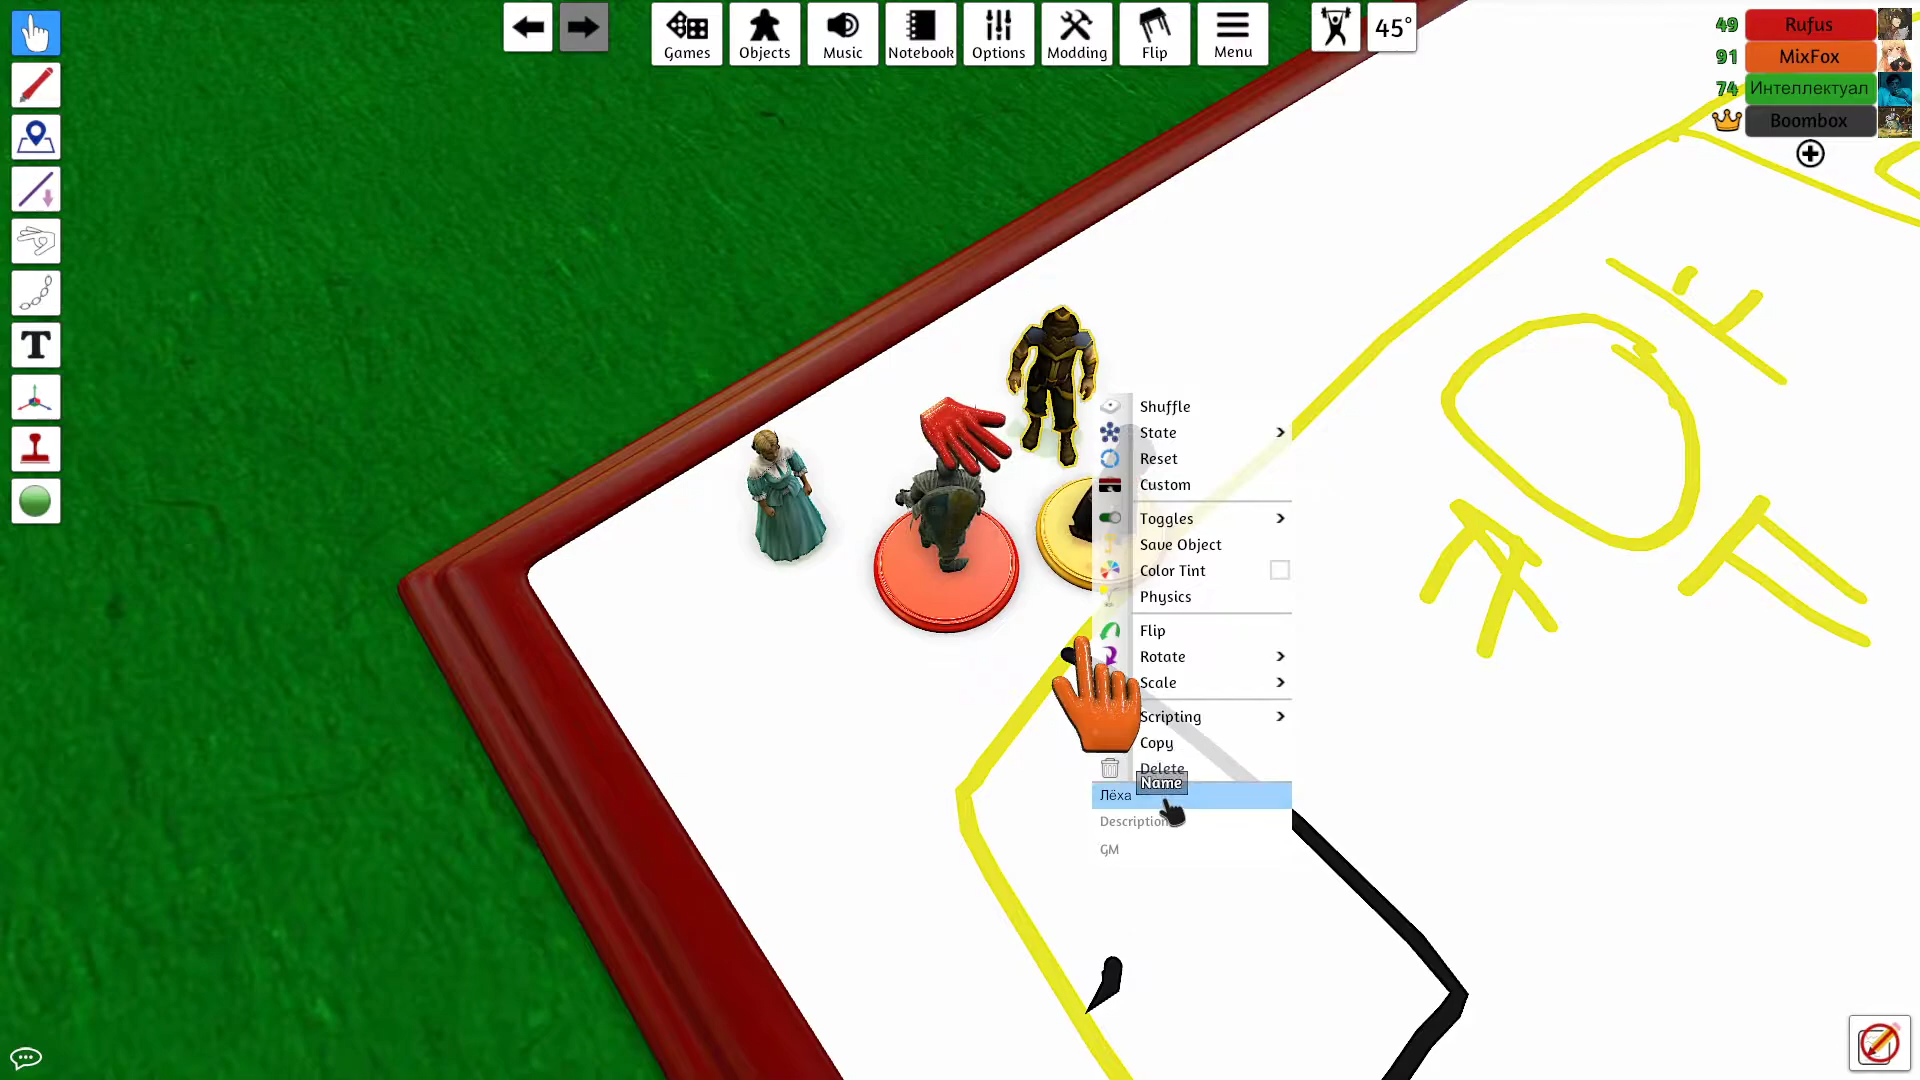 Games
Objects
Music
Notebook
Options
Modding
Flip
Menu
45°
49 Rufus
91 MixFox
74 Интеллектуал
Boombox
T
Shuffle
State
Reset
Custom
Toggles
Save Object
Color Tint
Physics
Flip
Rotate
Scale
Scripting
Copy
Delete
Name
Лёха
Description
GM